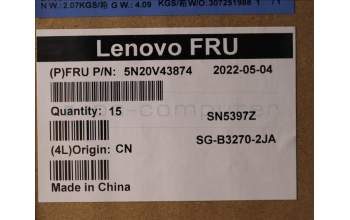 N W.: 2.07KGS/箱 G W.: 4.09 KGS/箱 W/O:307251988 1 / 1
Lenovo FRU
(P)FRU P/N: 5N20V43874 2022-05-04
Quantity: 15 SN5397Z
SG-B3270-2JA
(4L)Origin: CN
Made in China